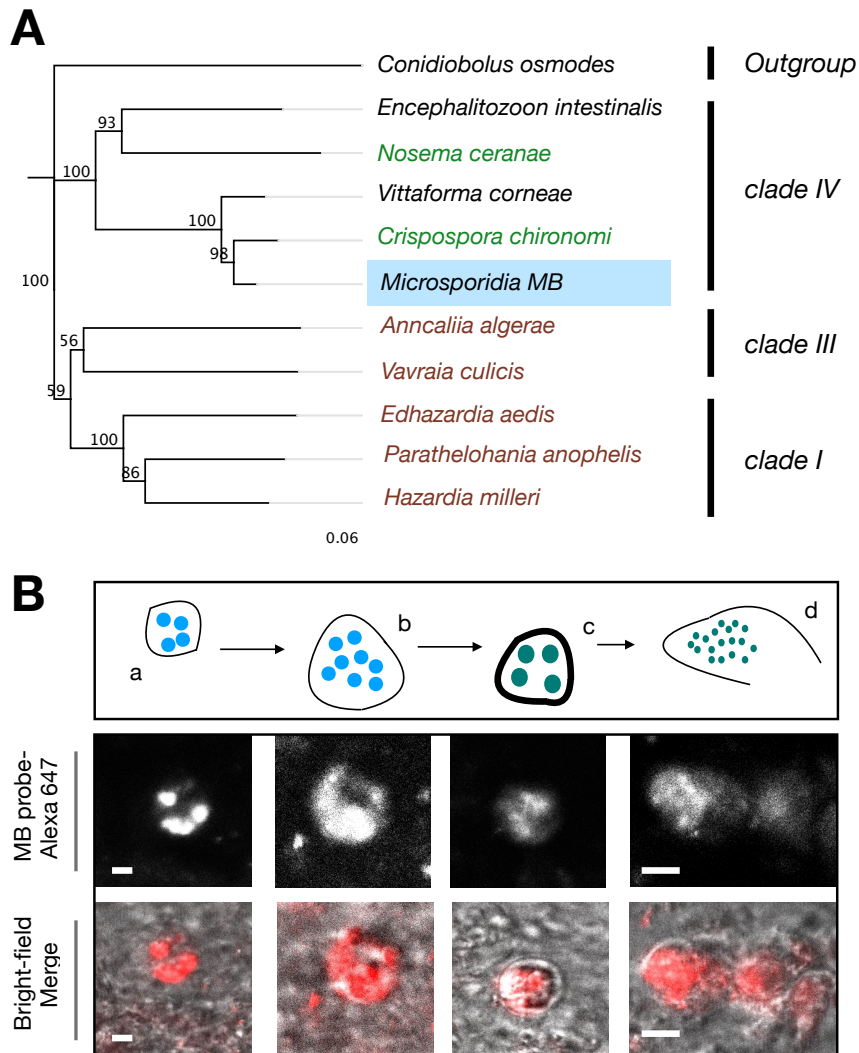 A
Conidiobolus osmodes
Outgroup
Encephalitozoon intestinalis
93
Nosema ceranae
100
clade IV
Vittaforma corneae
100
Crispospora chironomi
98
Microsporidia MB
100
Anncaliia algerae
56
clade III
Vavraia culicis
59
Edhazardia aedis
100
Parathelohania anophelis
clade I
86
Hazardia milleri
0.06
B
a
b
c
d
MB probe-
Alexa 647
Bright-field
Merge